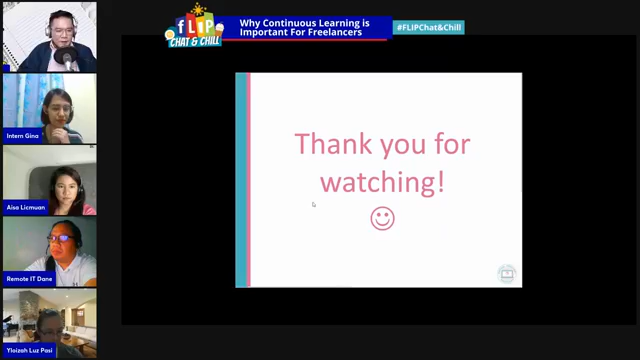 FLIP
CHAT & CHILL
Why Continuous Learning is
Important For Freelancers
#FLIPChat&Chill
Intern Gino
Aisa Licmuan
Remote IT Dane
Yloizah Luz Pasi
Thank you for
watching!